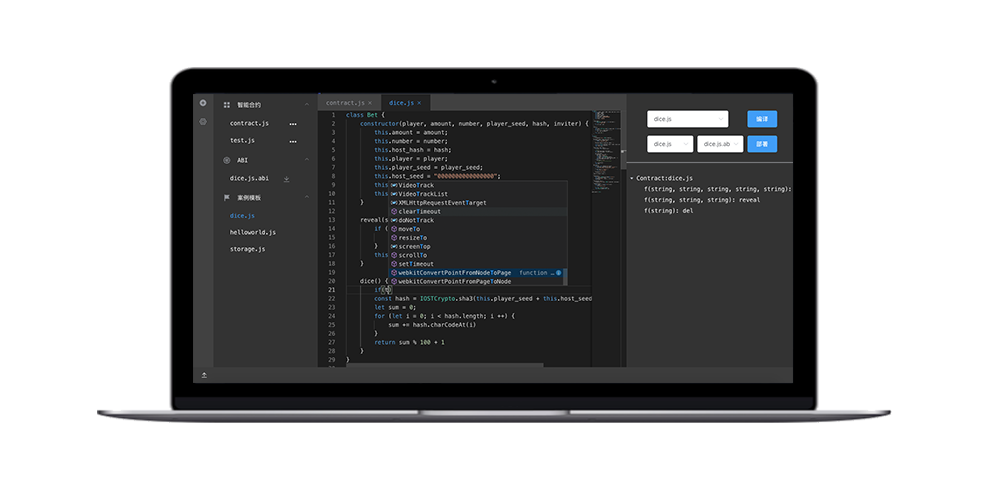 智能合约
contract.js
test.js
ABI
dice.js.abi
案例模板
dice.js
helloworld.js
storage.js
contract.js ×
dice.js ×
1 class Bet {
2 constructor(player, amount, number, player_seed, hash, inviter) {
3 this.amount = amount;
4 this.number = number;
5 this.host_hash = hash;
6 this.player = player;
7 this.player_seed = player_seed;
8 this.host_seed = "0000000000000000";
9 this
10 this
11 }
12
13 reveal(s
14 if (
15
16 }
17 this
18 }
19
20 dice() {
21 if(t)
22 const hash = IOSTCrypto.sha3(this.player_seed + this.host_seed
23 let sum = 0;
24 for (let i = 0; i < hash.length; i ++) {
25 sum += hash.charCodeAt(i)
26 }
27 return sum % 100 + 1
28 }
29 }
VideoTrack
VideoTrackList
XMLHttpRequestEventTarget
clearTimeout
doNotTrack
moveTo
resizeTo
screenTop
scrollTo
setTimeout
webkitConvertPointFromNodeToPage function …
webkitConvertPointFromPageToNode
dice.js
编译
dice.js
dice.js.ab
部署
Contract:dice.js
f(string, string, string, string, string):
f(string, string, string): reveal
f(string): del